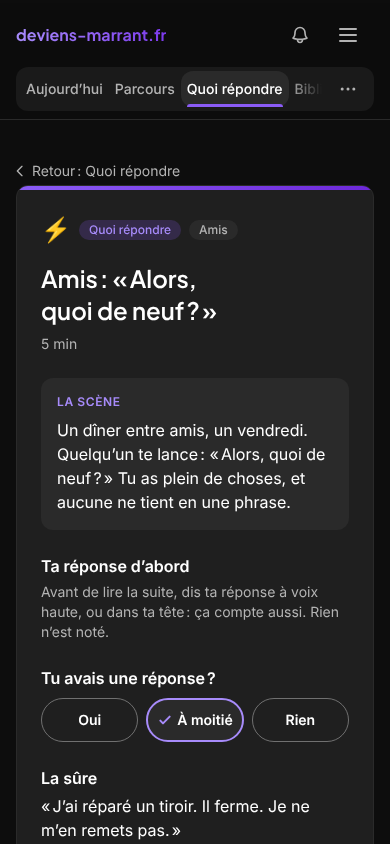 deviens-marrant.fr
Aujourd’hui Parcours Quoi répondre
Retour : Quoi répondre
Quoi répondre Amis
Amis : « Alors,
quoi de neuf ? »
5 min
LA SCÈNE
Un dîner entre amis, un vendredi.
Quelqu’un te lance : « Alors, quoi de
neuf ? » Tu as plein de choses, et
aucune ne tient en une phrase.
Ta réponse d’abord
Avant de lire la suite, dis ta réponse à voix
haute, ou dans ta tête : ça compte aussi. Rien
n’est noté.
Tu avais une réponse ?
Oui À moitié Rien
La sûre
« J’ai réparé un tiroir. Il ferme. Je ne
m’en remets pas. »